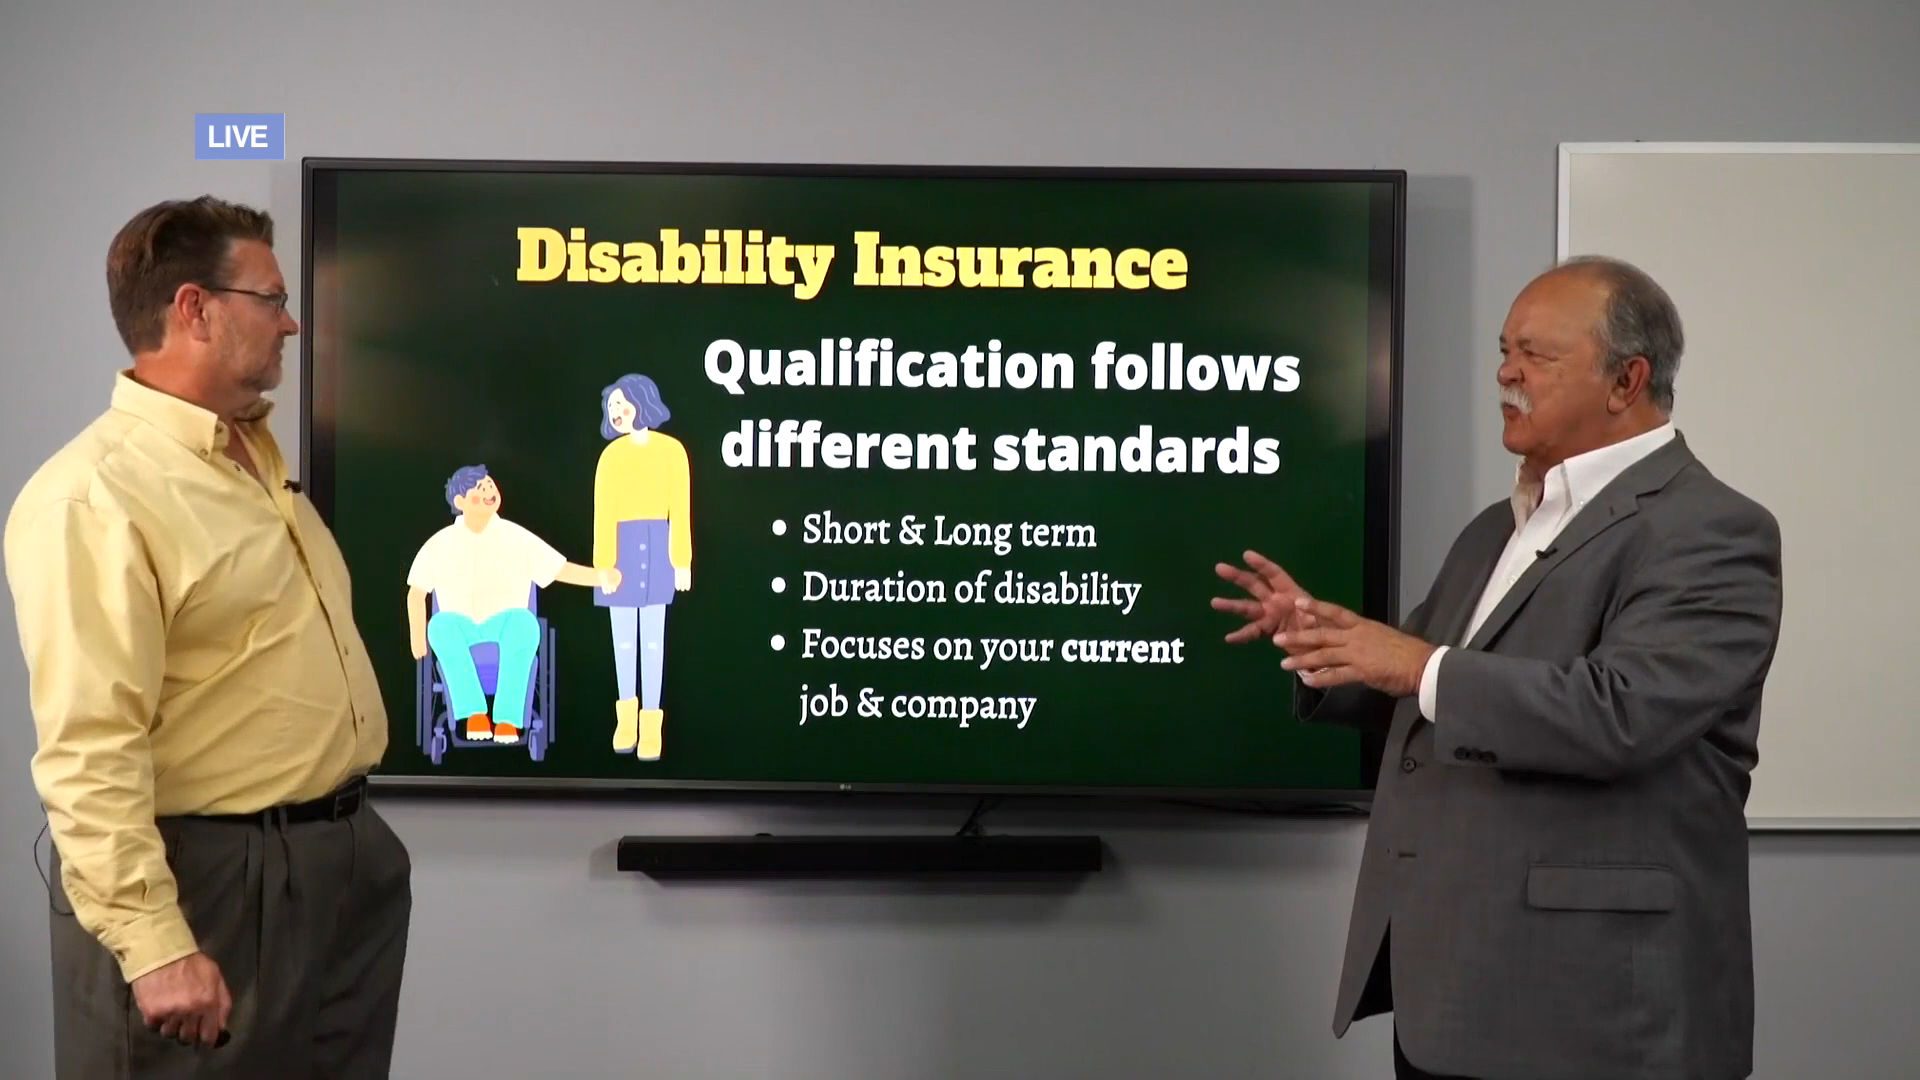 LIVE
Disability Insurance
Qualification follows
different standards
• Short & Long term
• Duration of disability
• Focuses on your current
job & company
LG